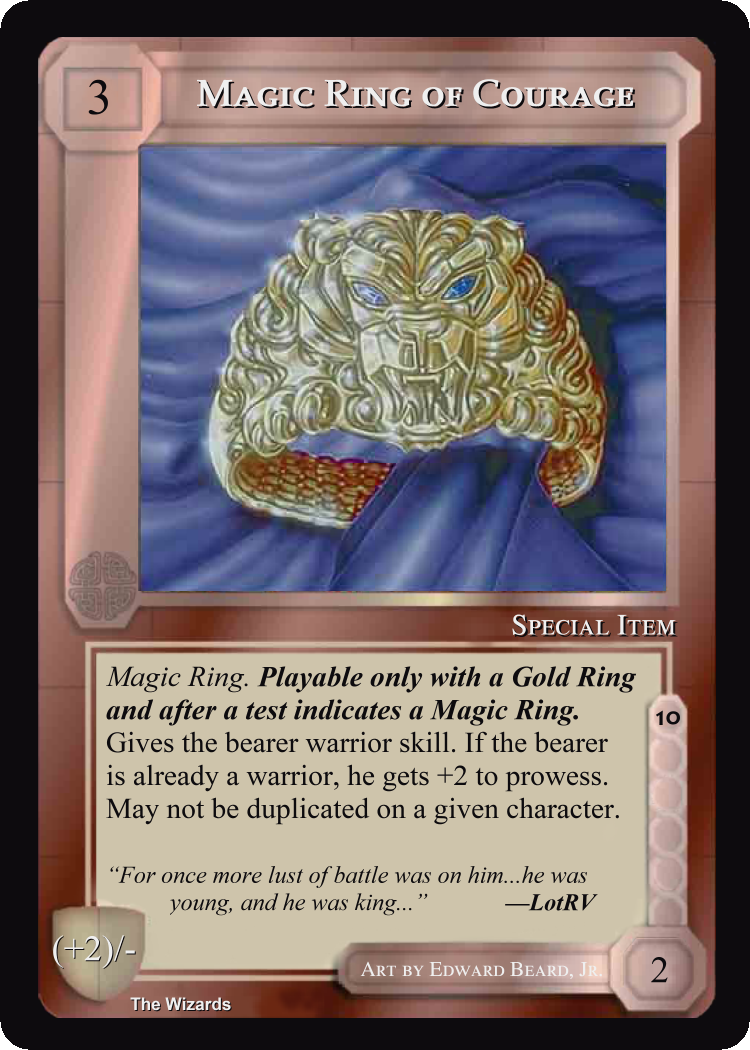 3
Magic Ring of Courage
Special Item
Magic Ring. Playable only with a Gold Ring
and after a test indicates a Magic Ring.
Gives the bearer warrior skill. If the bearer
is already a warrior, he gets +2 to prowess.
May not be duplicated on a given character.
10
“For once more lust of battle was on him...he was
young, and he was king...” —LotRV
(+2)/-
Art by Edward Beard, Jr.
2
The Wizards